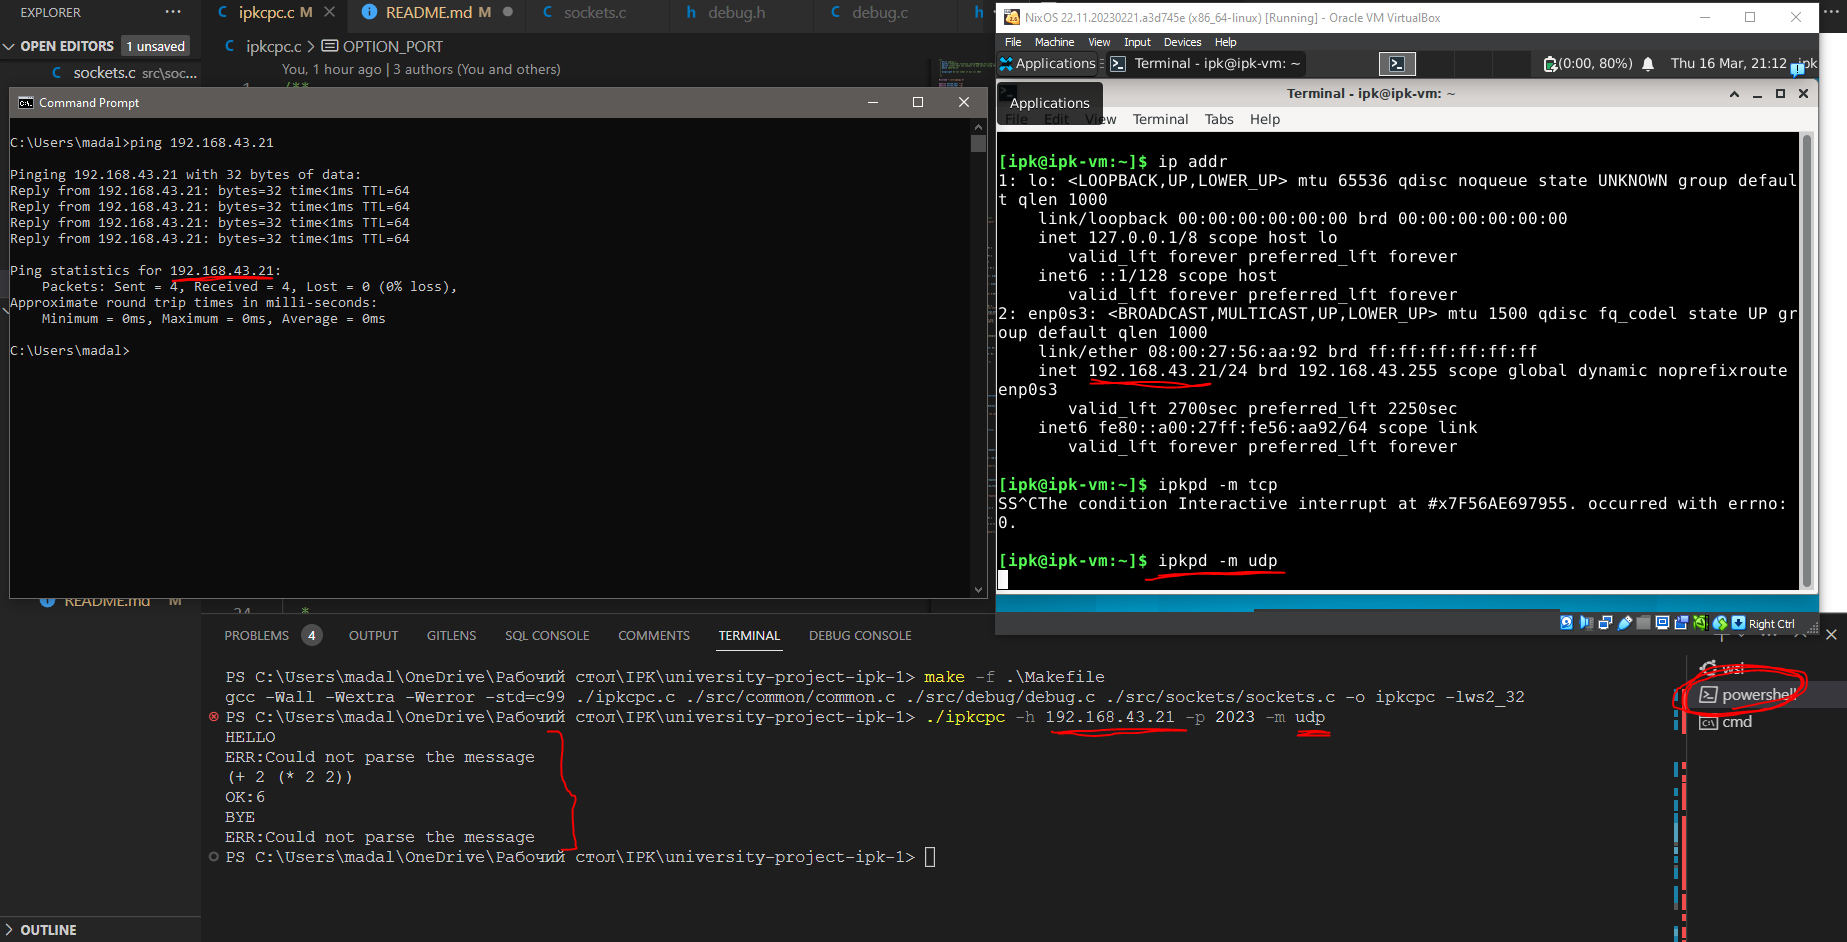 EXPLORER
OPEN EDITORS 1 unsaved
C sockets.c src\soc...
C ipkcpc.c M
README.md M
C sockets.c
h debug.h
C debug.c
h
C ipkcpc.c > OPTION_PORT
You, 1 hour ago | 3 authors (You and others)
1 /**
Command Prompt
C:\Users\madal>ping 192.168.43.21
Pinging 192.168.43.21 with 32 bytes of data:
Reply from 192.168.43.21: bytes=32 time<1ms TTL=64
Reply from 192.168.43.21: bytes=32 time<1ms TTL=64
Reply from 192.168.43.21: bytes=32 time<1ms TTL=64
Reply from 192.168.43.21: bytes=32 time<1ms TTL=64
Ping statistics for 192.168.43.21:
Packets: Sent = 4, Received = 4, Lost = 0 (0% loss),
Approximate round trip times in milli-seconds:
Minimum = 0ms, Maximum = 0ms, Average = 0ms
C:\Users\madal>
README.md M
24 *
NixOS 22.11.20230221.a3d745e (x86_64-linux) [Running] - Oracle VM VirtualBox
File Machine View Input Devices Help
Applications Terminal - ipk@ipk-vm: ~ (0:00, 80%) Thu 16 Mar, 21:12 ipk
Terminal - ipk@ipk-vm: ~
Applications
File Edit View Terminal Tabs Help
[ipk@ipk-vm:~]$ ip addr
1: lo: <LOOPBACK,UP,LOWER_UP> mtu 65536 qdisc noqueue state UNKNOWN group defaul
t qlen 1000
link/loopback 00:00:00:00:00:00 brd 00:00:00:00:00:00
inet 127.0.0.1/8 scope host lo
valid_lft forever preferred_lft forever
inet6 ::1/128 scope host
valid_lft forever preferred_lft forever
2: enp0s3: <BROADCAST,MULTICAST,UP,LOWER_UP> mtu 1500 qdisc fq_codel state UP gr
oup default qlen 1000
link/ether 08:00:27:56:aa:92 brd ff:ff:ff:ff:ff:ff
inet 192.168.43.21/24 brd 192.168.43.255 scope global dynamic noprefixroute
enp0s3
valid_lft 2700sec preferred_lft 2250sec
inet6 fe80::a00:27ff:fe56:aa92/64 scope link
valid_lft forever preferred_lft forever
[ipk@ipk-vm:~]$ ipkpd -m tcp
SS^CThe condition Interactive interrupt at #x7F56AE697955. occurred with errno:
0.
[ipk@ipk-vm:~]$ ipkpd -m udp
Right Ctrl
PROBLEMS 4 OUTPUT GITLENS SQL CONSOLE COMMENTS TERMINAL DEBUG CONSOLE
PS C:\Users\madal\OneDrive\Рабочий стол\IPK\university-project-ipk-1> make -f .\Makefile
gcc -Wall -Wextra -Werror -std=c99 ./ipkcpc.c ./src/common/common.c ./src/debug/debug.c ./src/sockets/sockets.c -o ipkcpc -lws2_32
PS C:\Users\madal\OneDrive\Рабочий стол\IPK\university-project-ipk-1> ./ipkcpc -h 192.168.43.21 -p 2023 -m udp
HELLO
ERR:Could not parse the message
(+ 2 (* 2 2))
OK:6
BYE
ERR:Could not parse the message
PS C:\Users\madal\OneDrive\Рабочий стол\IPK\university-project-ipk-1>
wsl
powershell
cmd
OUTLINE